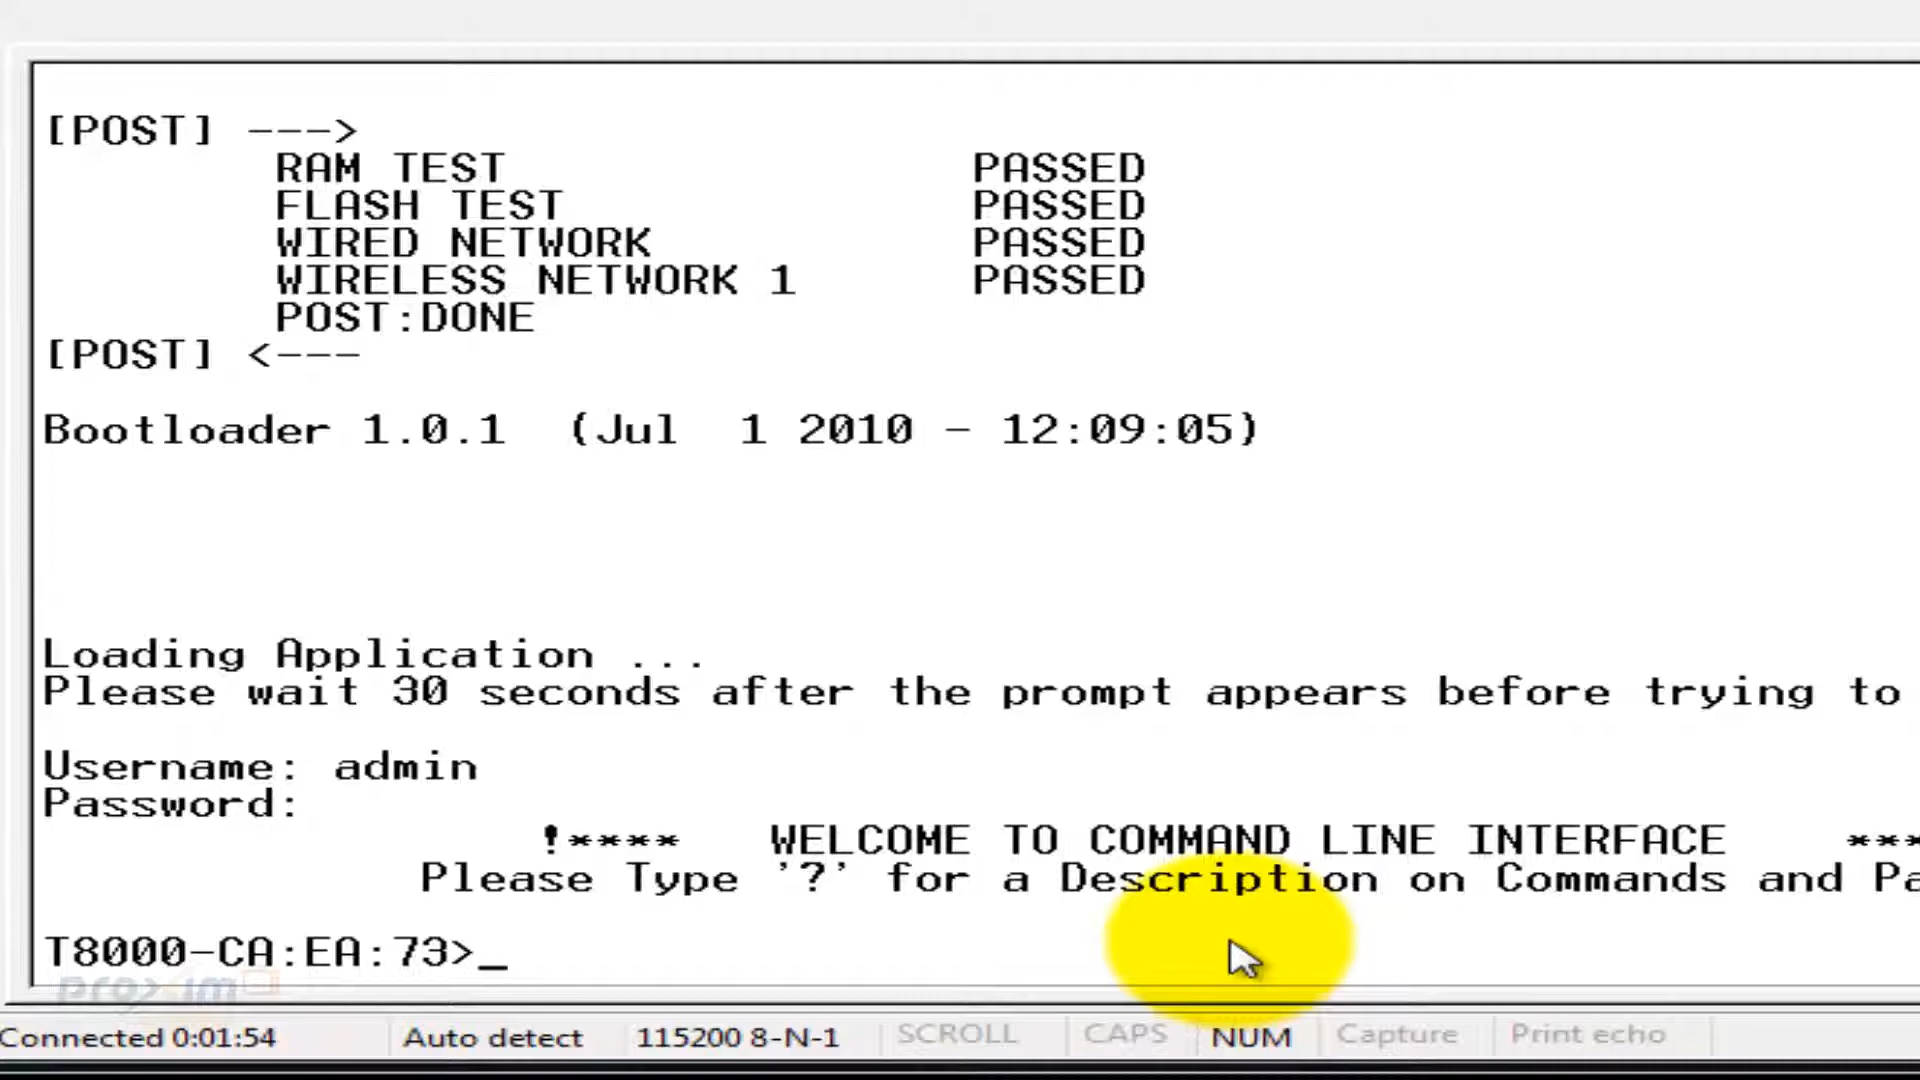 [POST] --->
RAM TEST PASSED
FLASH TEST PASSED
WIRED NETWORK PASSED
WIRELESS NETWORK 1 PASSED
POST:DONE
[POST] <---
Bootloader 1.0.1 (Jul 1 2010 - 12:09:05)
Loading Application ...
Please wait 30 seconds after the prompt appears before trying to
Username: admin
Password:
!**** WELCOME TO COMMAND LINE INTERFACE ***
Please Type '?' for a Description on Commands and Pa
T8000-CA:EA:73>_
proxim
Connected 0:01:54 Auto detect 115200 8-N-1 SCROLL CAPS NUM Capture Print echo